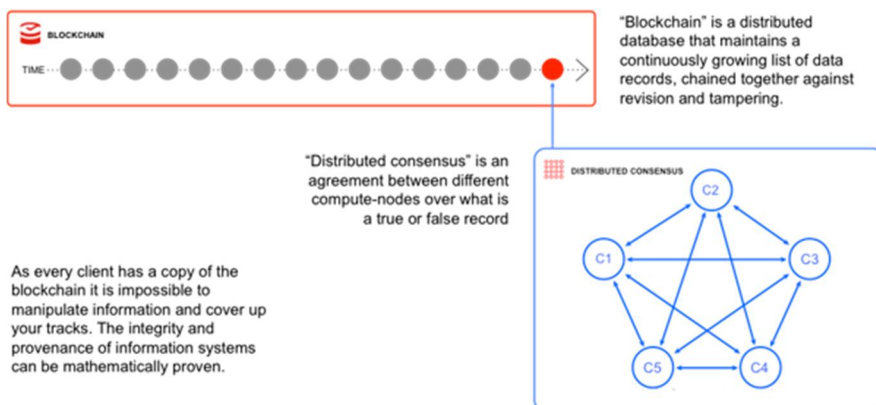 BLOCKCHAIN
TIME
“Blockchain” is a distributed
database that maintains a
continuously growing list of data
records, chained together against
revision and tampering.
“Distributed consensus” is an
agreement between different
compute-nodes over what is
a true or false record
DISTRIBUTED CONSENSUS
C2
C1
C3
C5
C4
As every client has a copy of the
blockchain it is impossible to
manipulate information and cover up
your tracks. The integrity and
provenance of information systems
can be mathematically proven.